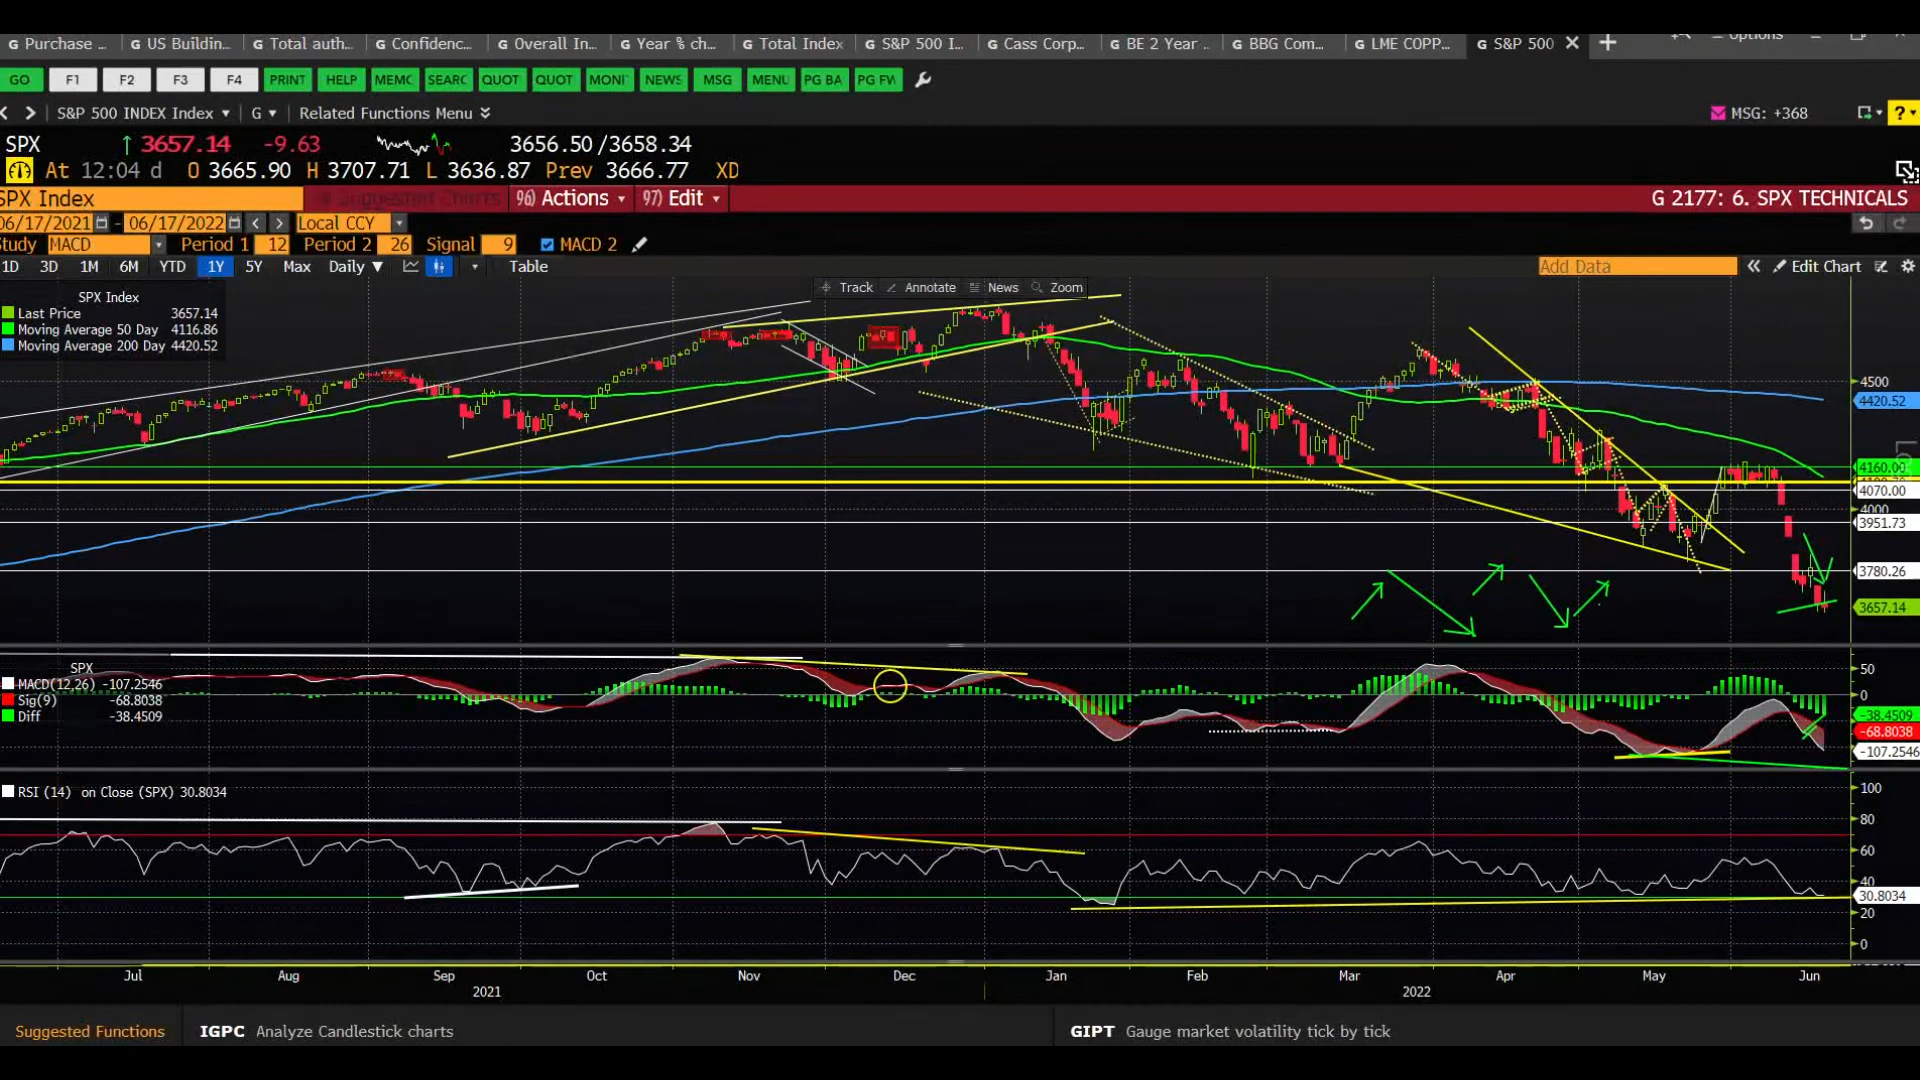 G Purchase ... G US Buildin... G Total auth... G Confidenc... G Overall In... G Year % ch... G Total Index G S&P 500 I... G Cass Corp... G BE 2 Year ... G BBG Com... G LME COPP... G S&P 500 ✕ +
Options
GO F1 F2 F3 F4 PRINT HELP MEMC SEARC QUOT QUOT MONI NEWS MSG MENU PG BA PG FW
S&P 500 INDEX Index G Related Functions Menu MSG: +368 ?
SPX ↑ 3657.14 -9.63 3656.50 /3658.34
At 12:04 d O 3665.90 H 3707.71 L 3636.87 Prev 3666.77 XD
SPX Index Suggested Charts 96) Actions 97) Edit G 2177: 6. SPX TECHNICALS
06/17/2021 - 06/17/2022 Local CCY
Study MACD Period 1 12 Period 2 26 Signal 9 MACD 2
1D 3D 1M 6M YTD 1Y 5Y Max Daily ▼ Table Add Data « Edit Chart
Track Annotate News Zoom
SPX Index
Last Price 3657.14
Moving Average 50 Day 4116.86
Moving Average 200 Day 4420.52
4500
4420.52
4160.00
4070.00
4000
3951.73
3780.26
3657.14
SPX
MACD(12,26) -107.2546
Sig(9) -68.8038
Diff -38.4509
50
0
-38.4509
-68.8038
-107.2546
RSI (14) on Close (SPX) 30.8034
100
80
60
40
30.8034
20
0
Jul Aug Sep Oct Nov Dec Jan Feb Mar Apr May Jun
2021 2022
Suggested Functions IGPC Analyze Candlestick charts GIPT Gauge market volatility tick by tick